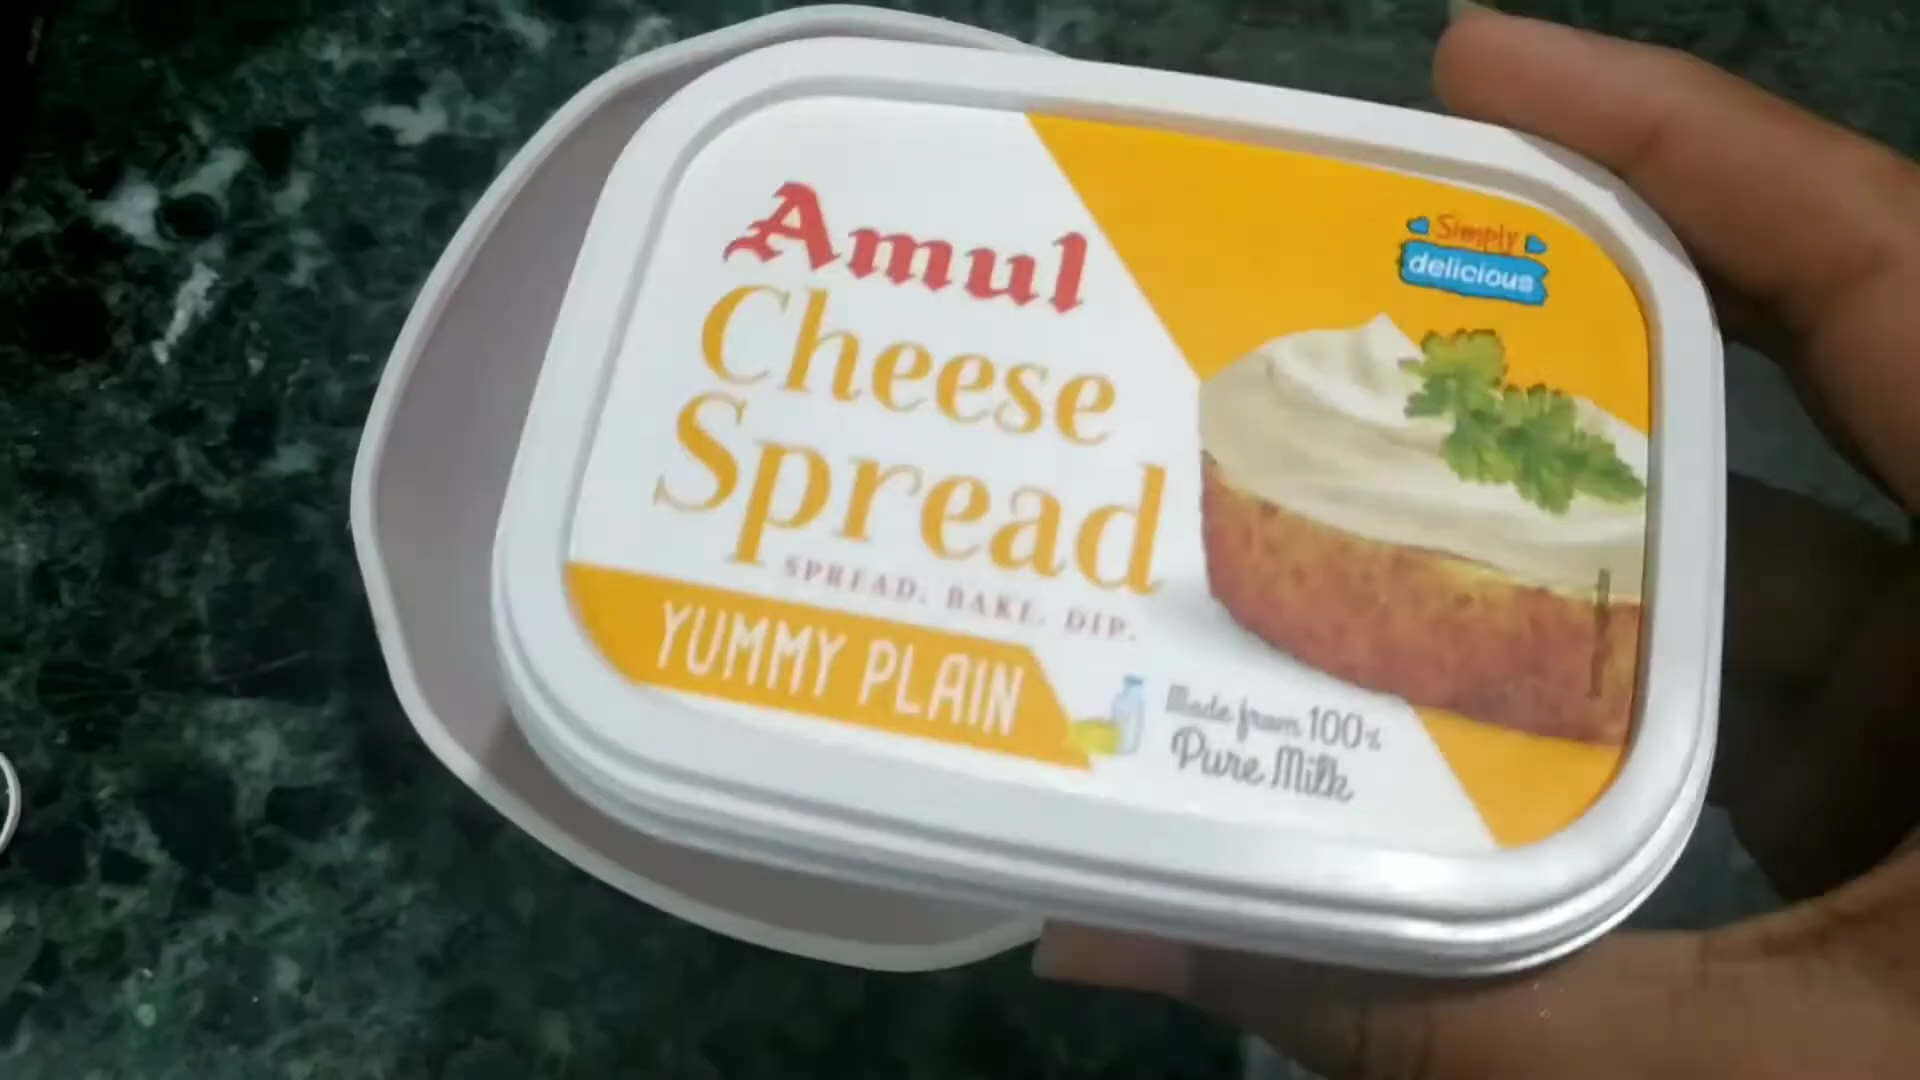 Amul
Cheese
Spread
SPREAD. BAKE. DIP.
YUMMY PLAIN
Simply
delicious
Made from 100%
Pure Milk